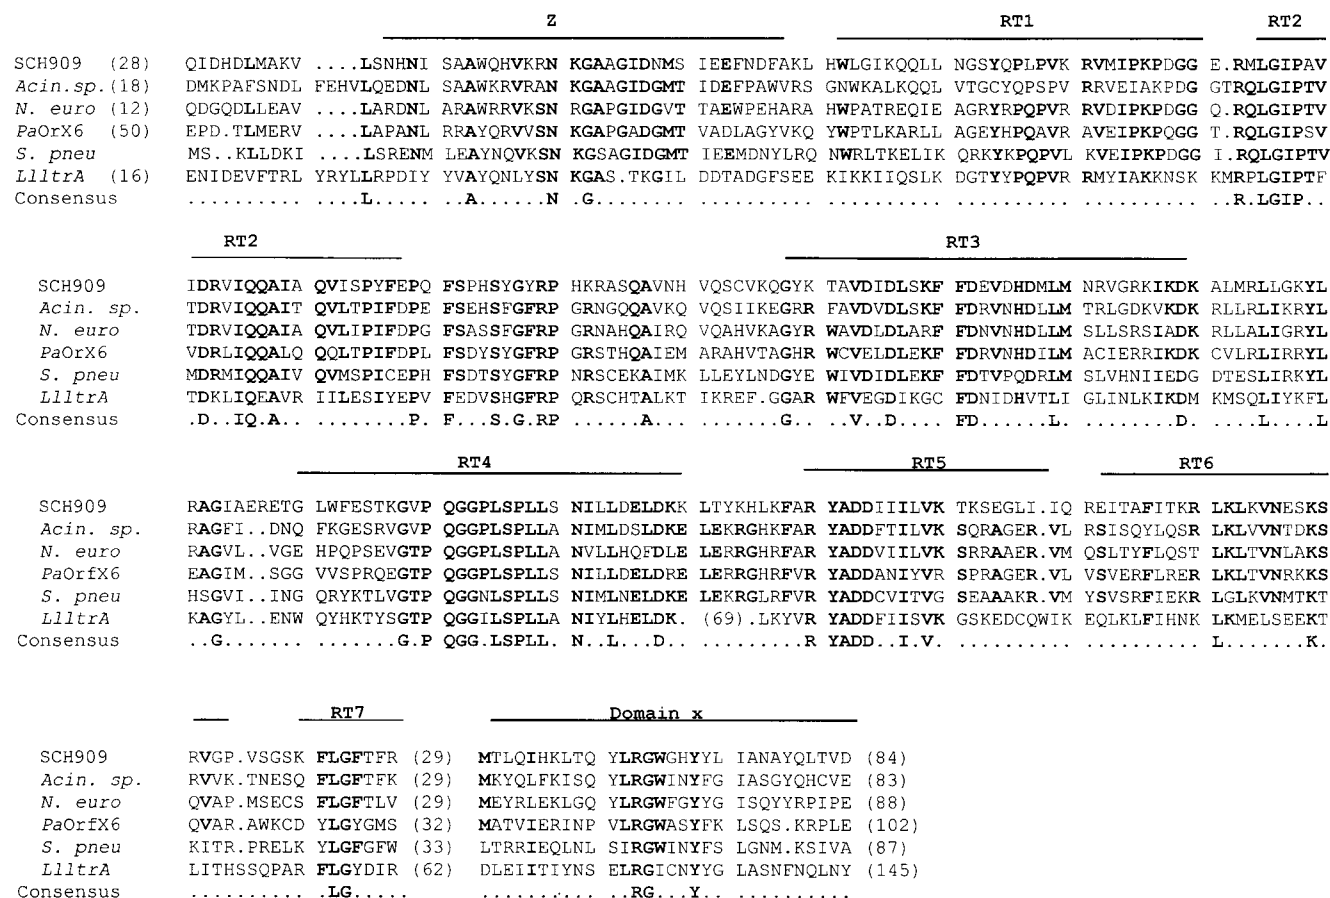 Z RT1 RT2
SCH909 (28) QIDHDLMAKV ....LSNHNI SAAWQHVKRN KGAAGIDNMS IEEFNDFAKL HWLGIKQQLL NGSYQPLPVK RVMIPKPDGG E.RMLGIPAV
Acin.sp.(18) DMKPAFSNDL FEHVLQEDNL SAAWKRVRAN KGAAGIDGMT IDEFPAWVRS GNWKALKQQL VTGCYQPSPV RRVEIAKPDG GTRQLGIPTV
N. euro (12) QDGQDLLEAV ....LARDNL ARAWRRVKSN KGAPGIDGVT TAEWPEHARA HWPATREQIE AGRYRPQPVR RVDIPKPDGG E.RQLGIPTV
PaOrX6 (50) EPD.TLMERV ....LAPANL RRAYQRVVSN KGAPGADGMT VADLAGYVKQ YWPTLKARLL AGEYHPQAVR AVEIPKPQGG T.RQLGIPSV
S. pneu MS..KLLDKI ....LSRENM LEAYNQVKSN KGSAGIDGMT IEEMDNYLRQ NWRLTKELIK QRKYKPQPVL KVEIPKPDGG I.RQLGIPTV
LlltrA (16) ENIDEVFTRL YRYLLRPDIY YVAYQNLYSN KGAS.TKGIL DDTADGFSEE KIKKIIQSLK DGTYYPQPVR RMYIAKKNSK KMRPLGIPTF
Consensus .......... ....L..... ..A......N .G........ .......... .......... .......... .......... ..R.LGIP..
RT2 RT3
SCH909 IDRVIQQAIA QVISPYFEPQ FSPHSYGYRP HKRASQAVNH VQSCVKQGYK TAVDIDLSKF FDEVDHDMLM NRVGRKIKDK ALMRLLGKYL
Acin. sp. TDRVIQQAIT QVLTPIFDPE FSEHSFGFRP GRNGQQAVKQ VQSIIKEGRR FAVDVDLSKF FDRVNHDLLM TRLGDKVKDK RLLRLIKRYL
N. euro TDRVIQQAIA QVLTPIFDPG FSASSFGFRP GRNAHQAIRQ VQAHVKAGYR WAVDLDLARF FDNVNHDLLM SLLSRSIADK RLLALIGRYL
PaOrX6 VDRLIQQALQ QQLTPIFDPL FSDYSYGFRP GRSTHQAIEM ARAHVTAGHR WCVELDLEKF FDRVNHDILM ACIERRIKDK CVLRLIRRYL
S. pneu MDRMIQQAIV QVMSPICEPH FSDTSYGFRP NRSCEKAIMK LLEYLNDGYE WIVDIDLEKF FDTVPQDRLM SLVHNIIEDG DTESLIRKYL
LlltrA TDKLIQEAVR IILESIYEPV FEDVSHGFRP QRSCHTALKT IKREF.GGAR WFVEGDIKGC FDNIDHVTLI GLINLKIKDM KMSQLIYKFL
Consensus .D..IQ.A.. ........P. F...S.G.RP ......A... .......G.. ..V..D.... FD.....L.. ........D. .....L...L
RT4 RT5 RT6
SCH909 RAGIAERETG LWFESTKGVP QGGPLSPLLS NILLDELDKK LTYKHLKFAR YADDIIILVK TKSEGLI.IQ REITAFITKR LKLKVNESKS
Acin. sp. RAGFI..DNQ FKGESRVGVP QGGPLSPLLA NIMLDSLDKE LEKRGHKFAR YADDFIILVK SQRAGER.VL RSISQYLQSR LKLVVNTDKS
N. euro RAGVL..VGE HPQPSEVGTP QGGPLSPLLA NVLLHQFDLE LERRGHRFAR YADDVIILVK SRRAAER.VM QSLTYFLQST LKLTVNLAKS
PaOrfX6 EAGIM..SGG VVSPRQEGTP QGGPLSPLLS NILLDELDRE LERRGHRFVR YADDANIYVR SPRAGER.VL VSVERFLRER LKLTVNRKKS
S. pneu HSGVI..ING QRYKTLVGTP QGGNLSPLLS NIMLNELDKE LEKRGLRFVR YADDCVITVG SEAAAKR.VM YSVSRFIEKR LGLKVNMTKT
LlltrA KAGYL..ENW QYHKTYSGTP QGGILSPLLA NIYLHELDK. (69).LKYVR YADDFIISVK GSKEDCQWIK EQLKLFIHNK LKMELSEEKT
Consensus ..G....... .......G.P QGG.LSPLL. N..L...D.. .........R YADD..I.V. .......... .......... L.......K.
RT7 Domain x
SCH909 RVGP.VSGSK FLGFTFR (29) MTLQIHKLTQ YLRGWGHYYL IANAYQLTVD (84)
Acin. sp. RVVK.TNESQ FLGFTFK (29) MKYQLFKISQ YLRGWINYFG IASGYQHCVE (83)
N. euro QVAP.MSECS FLGFTLV (29) MEYRLEKLGQ YLRGWFGYYG ISQYYRPIPE (88)
PaOrfX6 QVAR.AWKCD YLGYGMS (32) MATVIERINP VLRGWASYFK LSQS.KRPLE (102)
S. pneu KITR.PRELK YLGFGFW (33) LTRRIEQLNL SIRGWINYFS LGNM.KSIVA (87)
LlltrA LITHSSQPAR FLGYDIR (62) DLEIITIYNS ELRGICNYYG LASNFNQLNY (145)
Consensus .......... .LG.... .......... ..RG...Y.. ..........